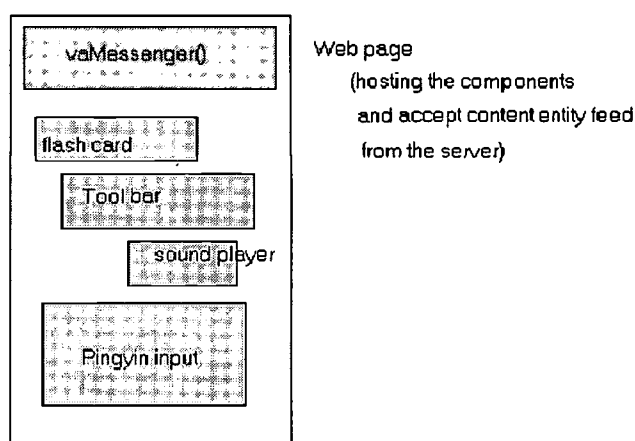 vaMessenger()
Web page
(hosting the components
and accept content entity feed
from the server)
flash card
Tool bar
sound player
Pingyin input